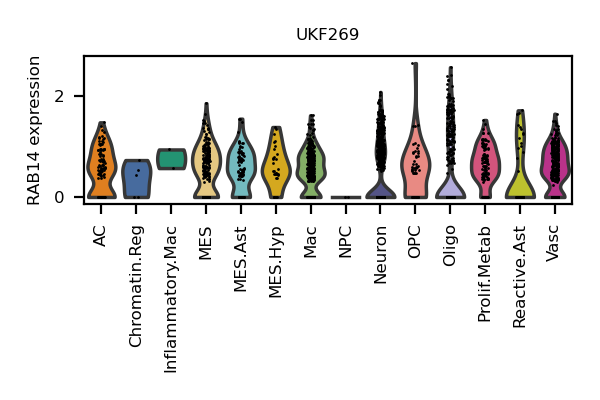 UKF269
RAB14 expression
2
0
AC
Chromatin.Reg
Inflammatory.Mac
MES
MES.Ast
MES.Hyp
Mac
NPC
Neuron
OPC
Oligo
Prolif.Metab
Reactive.Ast
Vasc